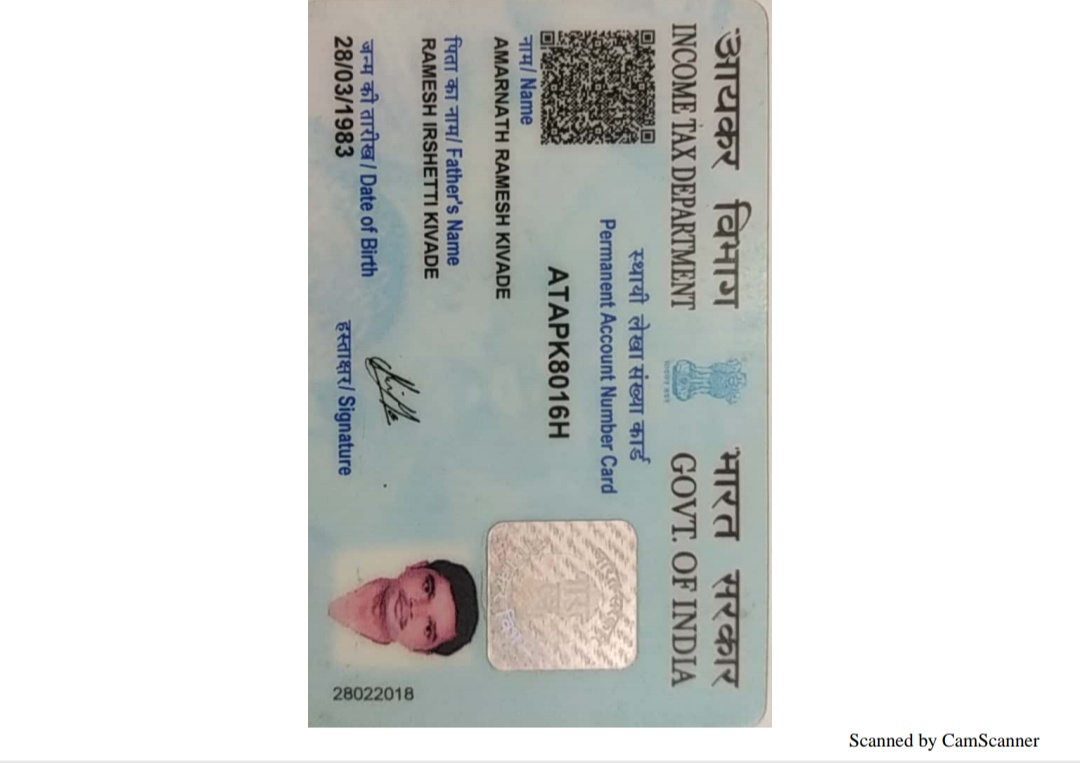 आयकर विभाग
INCOME TAX DEPARTMENT
भारत सरकार
GOVT. OF INDIA
स्थायी लेखा संख्या कार्ड
Permanent Account Number Card
ATAPK8016H
नाम/ Name
AMARNATH RAMESH KIVADE
पिता का नाम/ Father's Name
RAMESH IRSHETTI KIVADE
जन्म की तारीख/ Date of Birth
28/03/1983
हस्ताक्षर/ Signature
28022018
Scanned by CamScanner